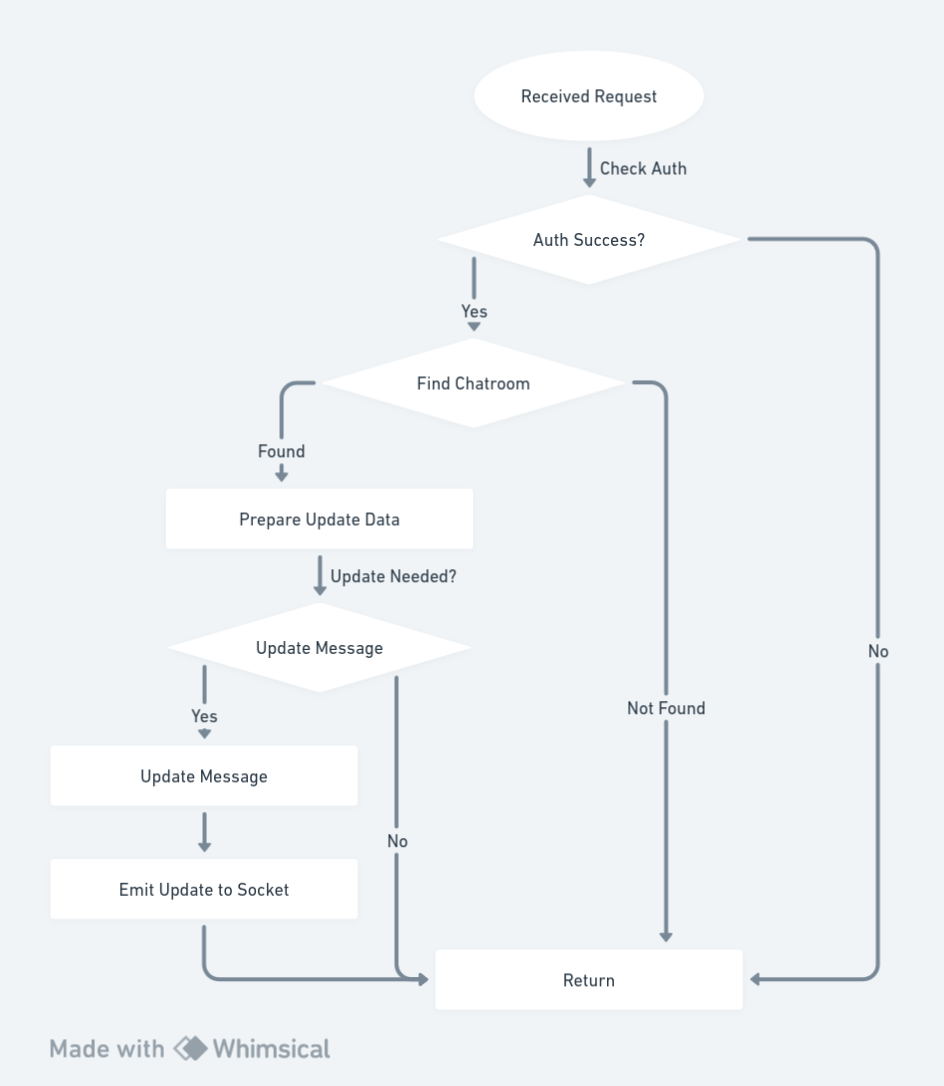 Received Request
Check Auth
Auth Success?
Yes
Find Chatroom
Found
Prepare Update Data
Update Needed?
Update Message
No
Not Found
Yes
Update Message
No
Emit Update to Socket
Return
Made with Whimsical